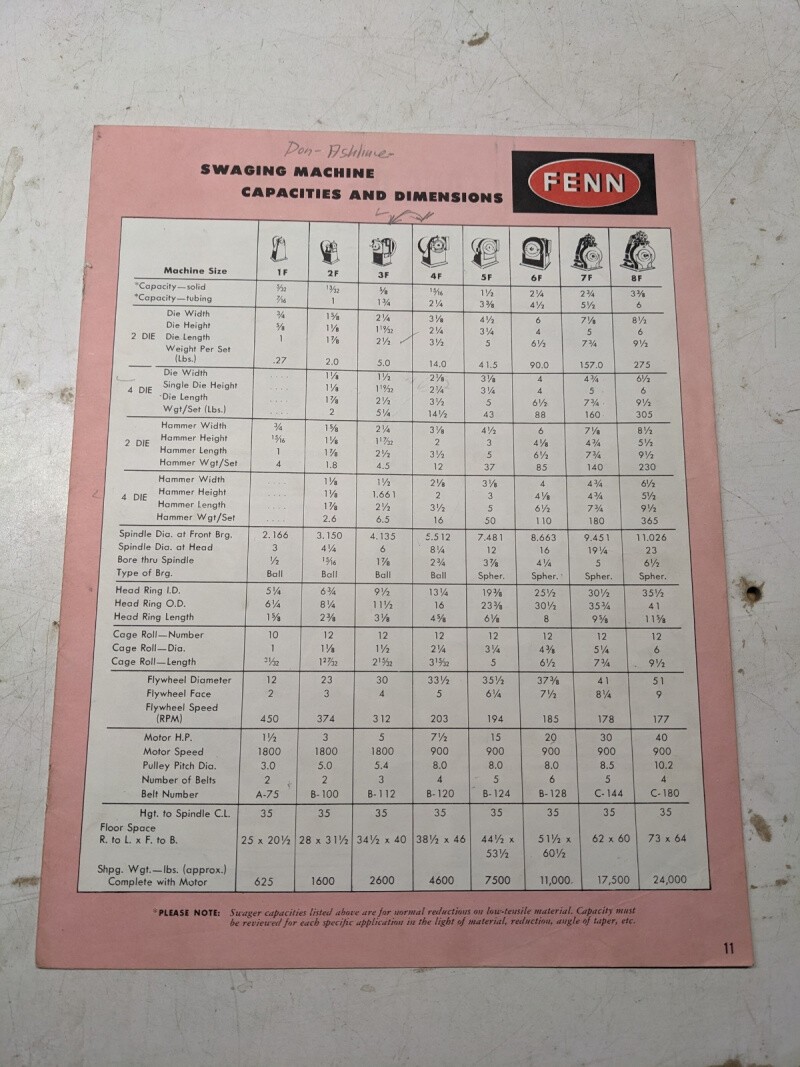 Don-
SWAGING MACHINE
CAPACITIES AND DIMENSIONS
FENN
Machine Size 1F 2F 3F 4F 5F 6F 7F 8F
*Capacity—solid 5/32 13/32 5/8 15/16 1½ 2¼ 2¾ 3⅜
*Capacity—tubing 7/16 1 1¾ 2¼ 3⅜ 4½ 5½ 6
2 DIE
Die Width ¾ 1⅝ 2¼ 3⅛ 4½ 6 7⅛ 8½
Die Height 1⅛ 1 19/32 2¼ 3¼ 4 5 6
Die Length 1 1⅞ 2½ 3½ 5 6½ 7¾ 9½
Weight Per Set
(Lbs.) .27 2.0 5.0 14.0 41.5 90.0 157.0 275
4 DIE
Die Width .... 1⅛ 1½ 2⅛ 3⅛ 4 4¾ 6½
Single Die Height .... 1⅛ 1 19/32 2¼ 3¼ 4 5 6
Die Length .... 1⅞ 2½ 3½ 5 6½ 7¾ 9½
Wgt/Set (Lbs.) .... 2 5¼ 14½ 43 88 160 305
2 DIE
Hammer Width ¾ 1⅝ 2¼ 3⅛ 4½ 6 7⅛ 8½
Hammer Height 15/16 1⅛ 1 17/32 2 3 4⅛ 4¾ 5½
Hammer Length 1 1⅞ 2½ 3½ 5 6½ 7¾ 9½
Hammer Wgt/Set 4 1.8 4.5 12 37 85 140 230
4 DIE
Hammer Width .... 1⅛ 1½ 2⅛ 3⅛ 4 4¾ 6½
Hammer Height .... 1⅛ 1.661 2 3 4⅛ 4¾ 5½
Hammer Length .... 1⅞ 2½ 3½ 5 6½ 7¾ 9½
Hammer Wgt/Set .... 2.6 6.5 16 50 110 180 365
Spindle Dia. at Front Brg. 2.166 3.150 4.135 5.512 7.481 8.663 9.451 11.026
Spindle Dia. at Head 3 4¼ 6 8¼ 12 16 19¼ 23
Bore thru Spindle ½ 15/16 1⅞ 2¾ 3⅞ 4¼ 5 6½
Type of Brg. Ball Ball Ball Ball Spher. Spher. Spher. Spher.
Head Ring I.D. 5¼ 6¾ 9½ 13¼ 19⅜ 25½ 30½ 35½
Head Ring O.D. 6¼ 8¼ 11½ 16 23⅜ 30½ 35¾ 41
Head Ring Length 1⅝ 2⅜ 3⅛ 4⅝ 6⅛ 8 9⅝ 11⅝
Cage Roll—Number 10 12 12 12 12 12 12 12
Cage Roll—Dia. 1 1⅛ 1½ 2¼ 3¼ 4⅜ 5¼ 6
Cage Roll—Length 31/32 1 27/32 2 15/32 3 15/32 5 6½ 7¾ 9½
Flywheel Diameter 12 23 30 33½ 35½ 37⅜ 41 51
Flywheel Face 2 3 4 5 6¼ 7½ 8¼ 9
Flywheel Speed
(RPM) 450 374 312 203 194 185 178 177
Motor H.P. 1½ 3 5 7½ 15 20 30 40
Motor Speed 1800 1800 1800 900 900 900 900 900
Pulley Pitch Dia. 3.0 5.0 5.4 8.0 8.0 8.0 8.5 10.2
Number of Belts 2 2 3 4 5 6 5 4
Belt Number A-75 B-100 B-112 B-120 B-124 B-128 C-144 C-180
Hgt. to Spindle C.L. 35 35 35 35 35 35 35 35
Floor Space
R. to L. x F. to B. 25 x 20½ 28 x 31½ 34½ x 40 38½ x 46 44½ x 53½ 51½ x 60½ 62 x 60 73 x 64
Shpg. Wgt.—lbs. (approx.)
Complete with Motor 625 1600 2600 4600 7500 11,000. 17,500 24,000
*PLEASE NOTE: Swager capacities listed above are for normal reductions on low-tensile material. Capacity must
be reviewed for each specific application in the light of material, reduction, angle of taper, etc.
11